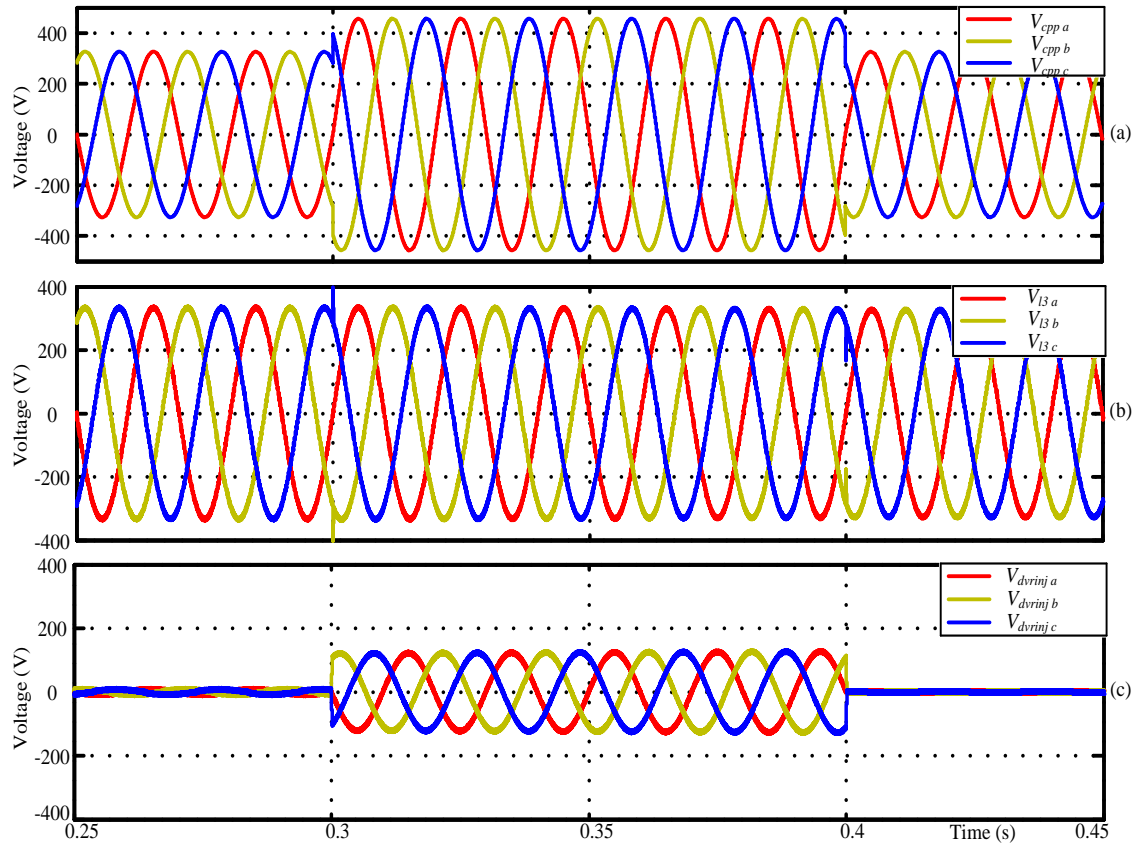 400
200
0
-200
-400
Voltage (V)
V_cpp a
V_cpp b
V_cpp c
(a)
400
200
0
-200
-400
Voltage (V)
V_l3 a
V_l3 b
V_l3 c
(b)
400
200
0
-200
-400
Voltage (V)
V_dvrinj a
V_dvrinj b
V_dvrinj c
(c)
0.25 0.3 0.35 0.4 Time (s) 0.45